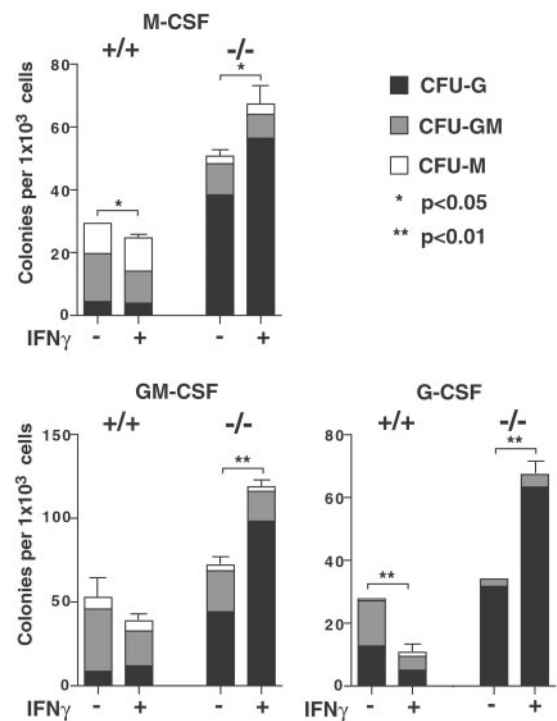 M-CSF
+/+ -/-
Colonies per 1x10³ cells
80
60
40
20
0
* *
IFNγ - + - +
CFU-G
CFU-GM
CFU-M
* p<0.05
** p<0.01
GM-CSF
+/+ -/-
Colonies per 1x10³ cells
150
100
50
0
**
IFNγ - + - +
G-CSF
+/+ -/-
80
60
40
20
0
** **
IFNγ - + - +